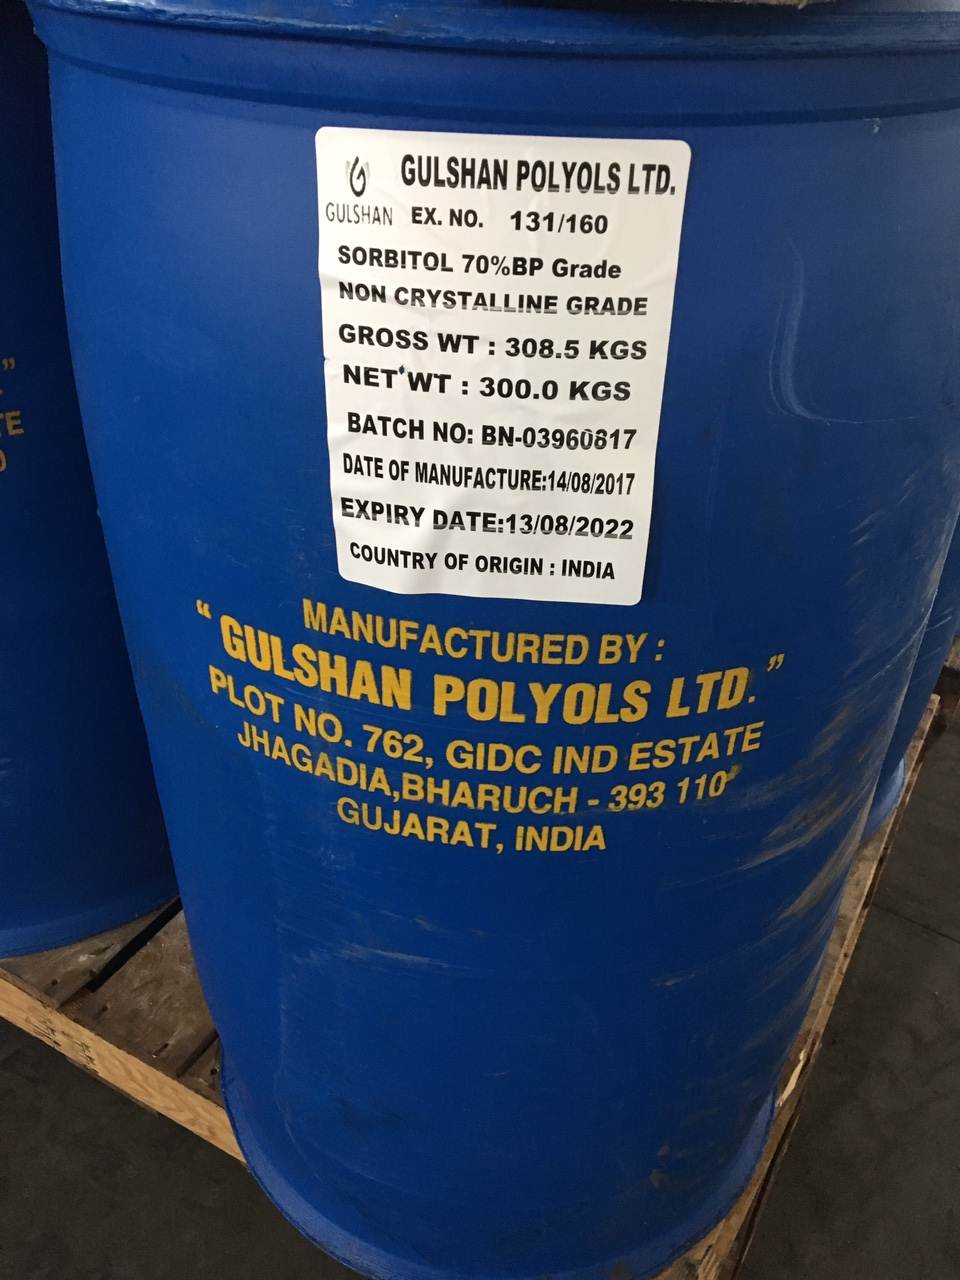 GULSHAN POLYOLS LTD.
GULSHAN EX. NO. 131/160
SORBITOL 70%BP Grade
NON CRYSTALLINE GRADE
GROSS WT : 308.5 KGS
NET WT : 300.0 KGS
BATCH NO: BN-03960817
DATE OF MANUFACTURE:14/08/2017
EXPIRY DATE:13/08/2022
COUNTRY OF ORIGIN : INDIA
MANUFACTURED BY :
“GULSHAN POLYOLS LTD.”
PLOT NO. 762, GIDC IND ESTATE
JHAGADIA,BHARUCH - 393 110
GUJARAT, INDIA